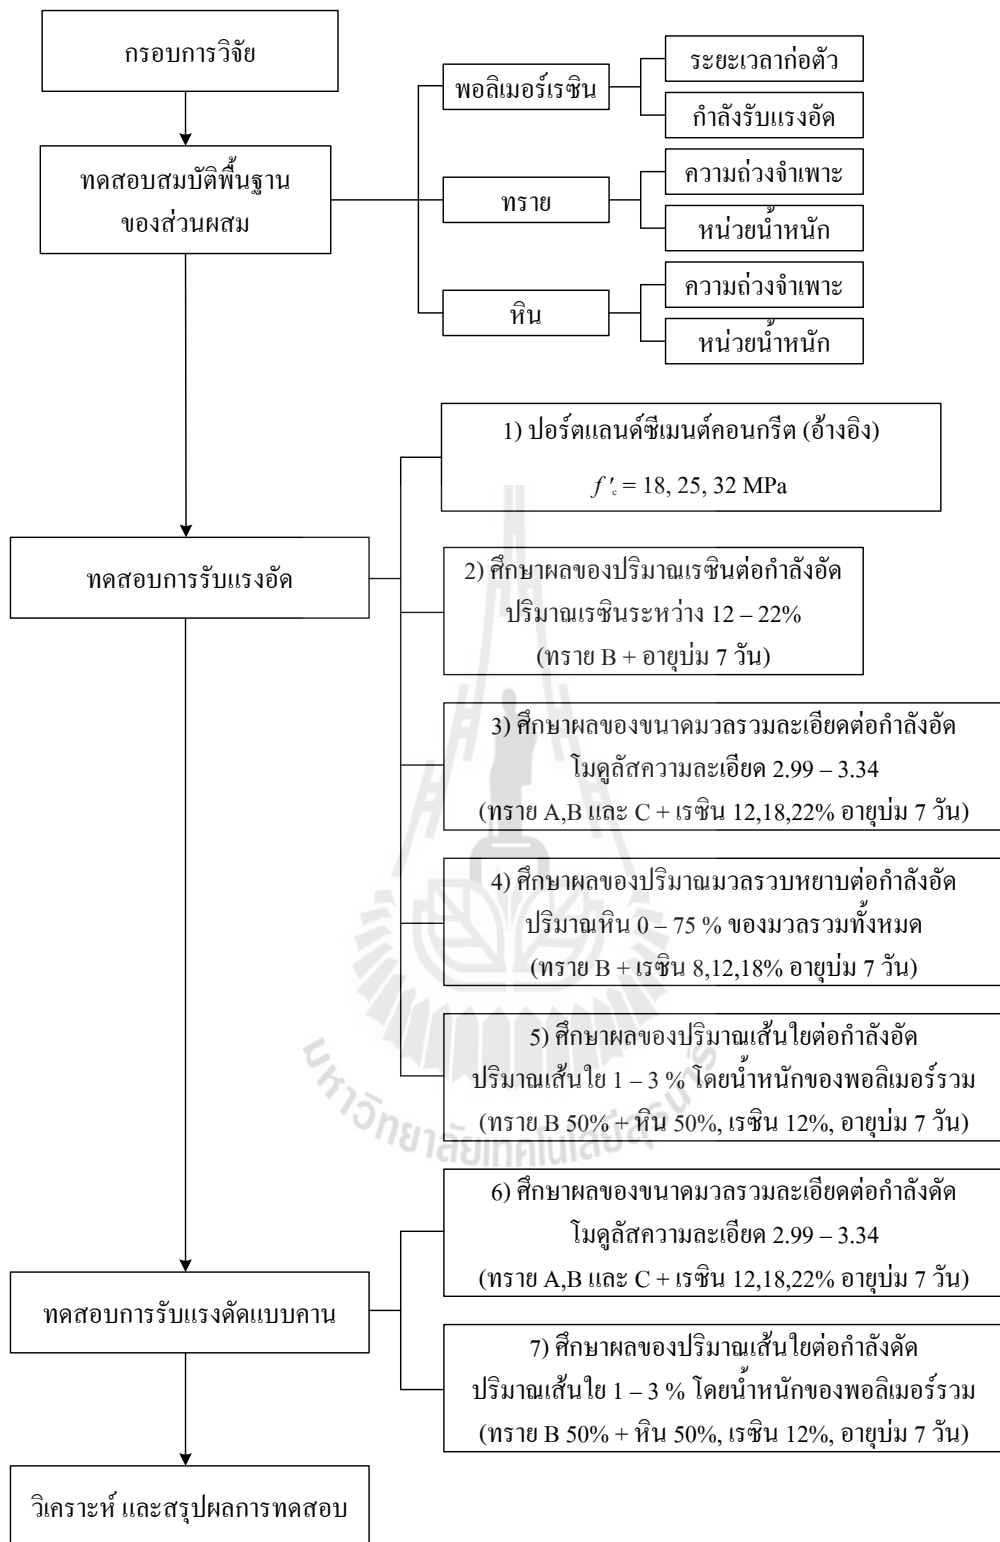 กรอบการวิจัย
ทดสอบสมบัติพื้นฐาน
ของส่วนผสม
พอลิเมอร์เรซิน
ระยะเวลาก่อตัว
กำลังรับแรงอัด
ทราย
ความถ่วงจำเพาะ
หน่วยน้ำหนัก
หิน
ความถ่วงจำเพาะ
หน่วยน้ำหนัก
ทดสอบการรับแรงอัด
1) ปอร์ตแลนด์ซีเมนต์คอนกรีต (อ้างอิง)
f′c = 18, 25, 32 MPa
2) ศึกษาผลของปริมาณเรซินต่อกำลังอัด
ปริมาณเรซินระหว่าง 12 – 22%
(ทราย B + อายุบ่ม 7 วัน)
3) ศึกษาผลของขนาดมวลรวมละเอียดต่อกำลังอัด
โมดูลัสความละเอียด 2.99 – 3.34
(ทราย A,B และ C + เรซิน 12,18,22% อายุบ่ม 7 วัน)
4) ศึกษาผลของปริมาณมวลรวบหยาบต่อกำลังอัด
ปริมาณหิน 0 – 75 % ของมวลรวมทั้งหมด
(ทราย B + เรซิน 8,12,18% อายุบ่ม 7 วัน)
5) ศึกษาผลของปริมาณเส้นใยต่อกำลังอัด
ปริมาณเส้นใย 1 – 3 % โดยน้ำหนักของพอลิเมอร์รวม
(ทราย B 50% + หิน 50%, เรซิน 12%, อายุบ่ม 7 วัน)
มหาวิทยาลัยเทคโนโลยีสุรนารี
ทดสอบการรับแรงดัดแบบคาน
6) ศึกษาผลของขนาดมวลรวมละเอียดต่อกำลังดัด
โมดูลัสความละเอียด 2.99 – 3.34
(ทราย A,B และ C + เรซิน 12,18,22% อายุบ่ม 7 วัน)
7) ศึกษาผลของปริมาณเส้นใยต่อกำลังดัด
ปริมาณเส้นใย 1 – 3 % โดยน้ำหนักของพอลิเมอร์รวม
(ทราย B 50% + หิน 50%, เรซิน 12%, อายุบ่ม 7 วัน)
วิเคราะห์ และสรุปผลการทดสอบ